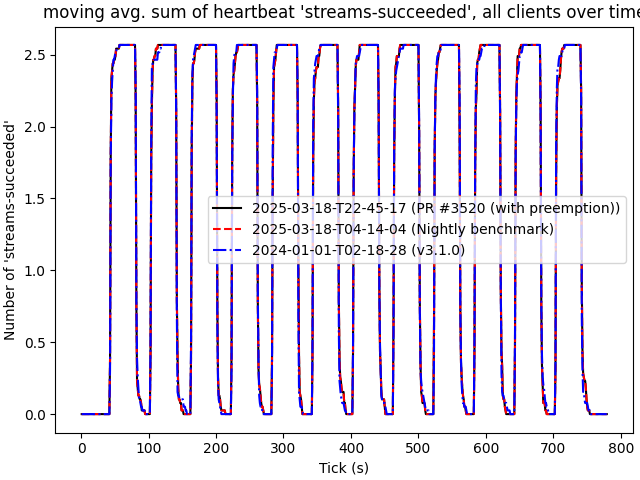 moving avg. sum of heartbeat 'streams-succeeded', all clients over time
2.5
2.0
1.5
1.0
0.5
0.0
Number of 'streams-succeeded'
2025-03-18-T22-45-17 (PR #3520 (with preemption))
2025-03-18-T04-14-04 (Nightly benchmark)
2024-01-01-T02-18-28 (v3.1.0)
0 100 200 300 400 500 600 700 800
Tick (s)